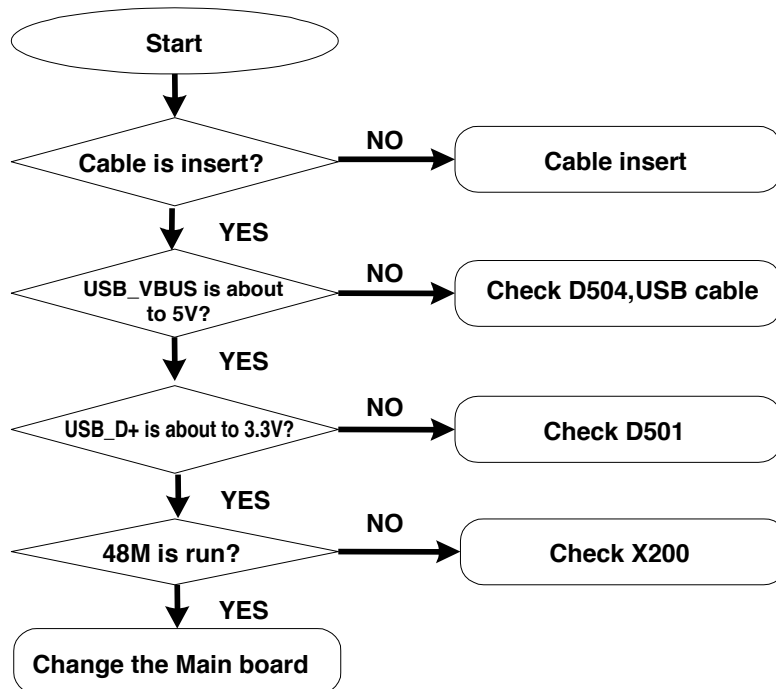 Start
Cable is insert?
NO
Cable insert
YES
USB_VBUS is about
to 5V?
NO
Check D504,USB cable
YES
USB_D+ is about to 3.3V?
NO
Check D501
YES
48M is run?
NO
Check X200
YES
Change the Main board